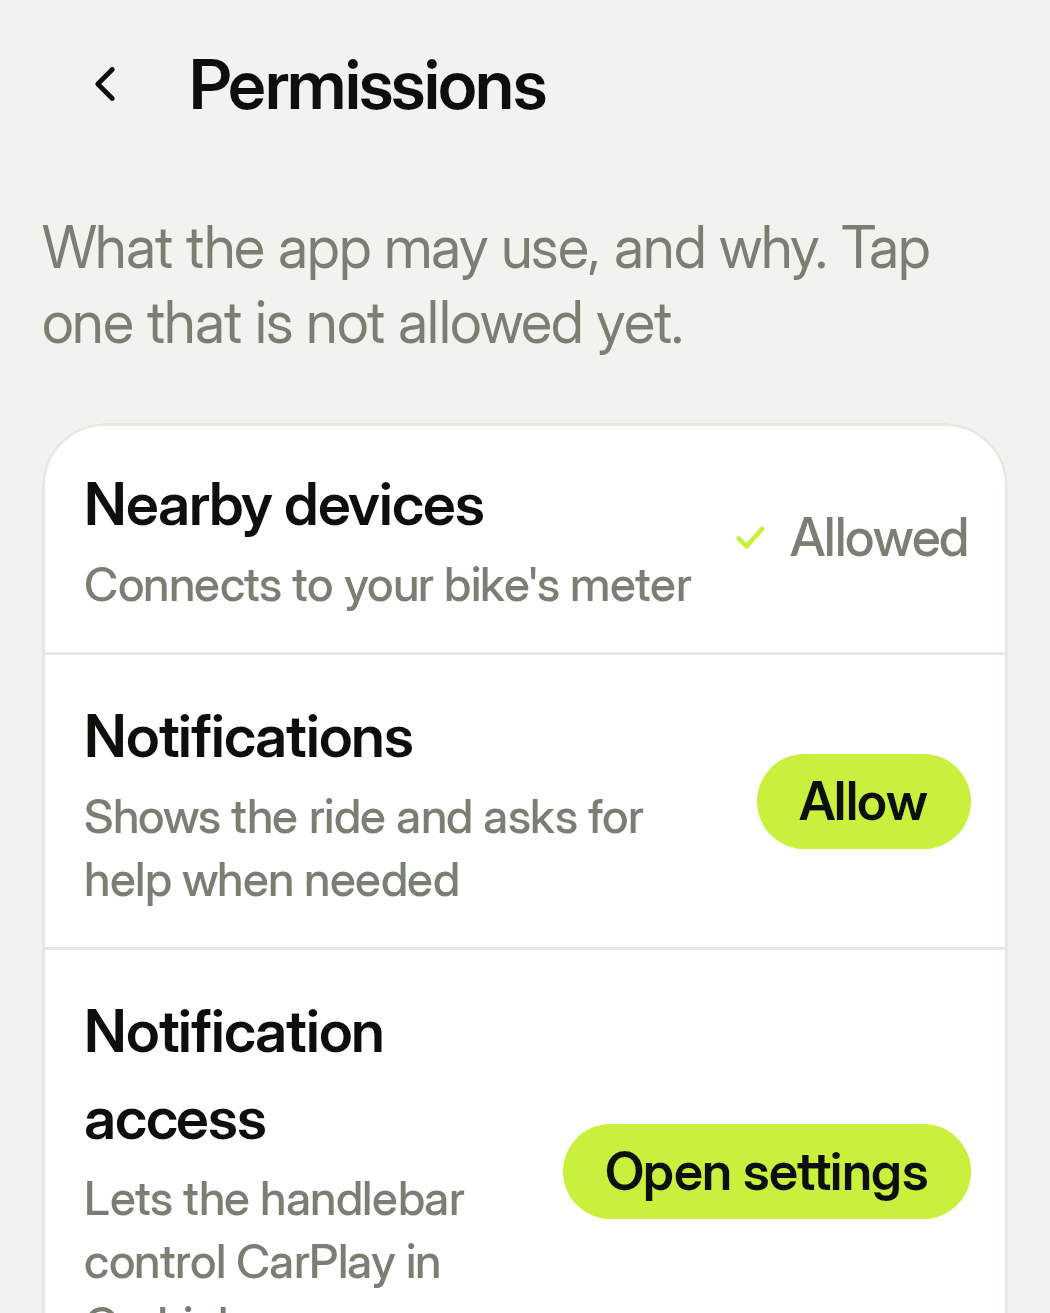 Permissions
What the app may use, and why. Tap
one that is not allowed yet.
Nearby devices
Connects to your bike's meter
Allowed
Notifications
Shows the ride and asks for
help when needed
Allow
Notification
access
Lets the handlebar
control CarPlay in
Open settings